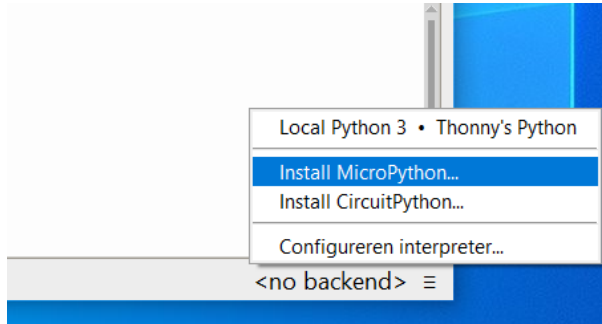 Local Python 3 • Thonny's Python
Install MicroPython...
Install CircuitPython...
Configureren interpreter...
<no backend> ☰